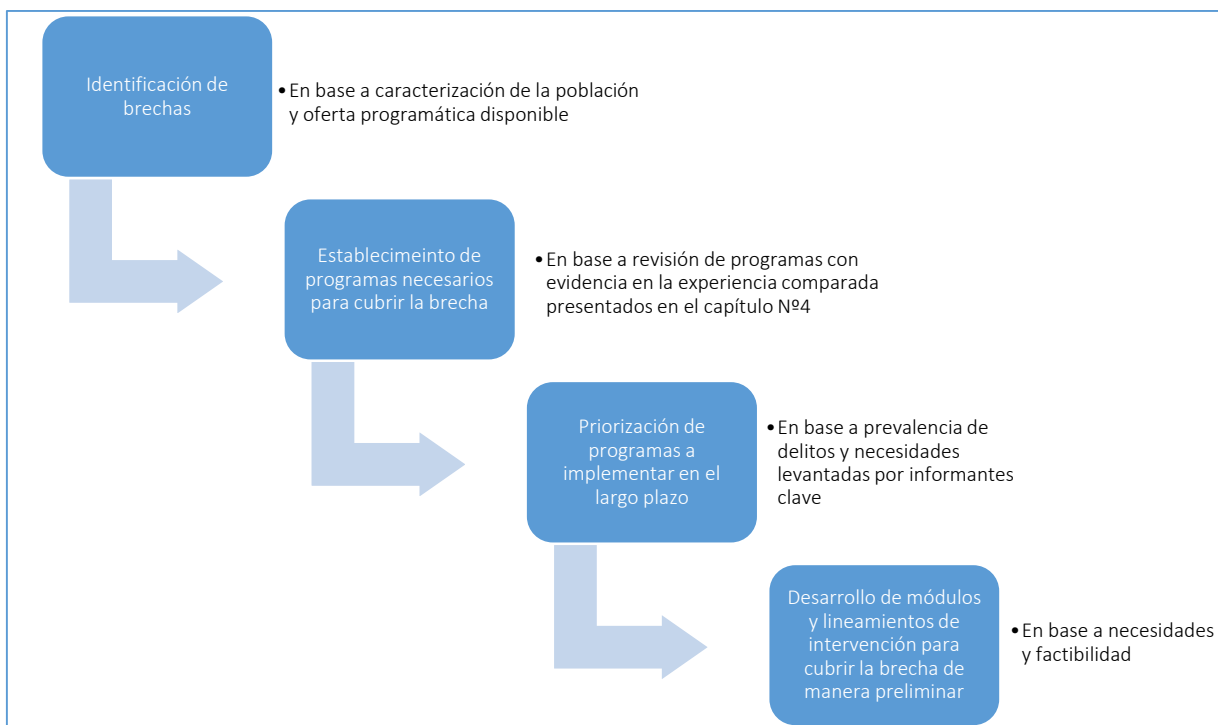 Identificación de
brechas
•En base a caracterización de la población
y oferta programática disponible
Establecimeinto de
programas necesarios
para cubrir la brecha
•En base a revisión de programas con
evidencia en la experiencia comparada
presentados en el capítulo Nº4
Priorización de
programas a
implementar en el
largo plazo
•En base a prevalencia de
delitos y necesidades
levantadas por informantes
clave
Desarrollo de módulos
y lineamientos de
intervención para
cubrir la brecha de
manera preliminar
•En base a necesidades
y factibilidad